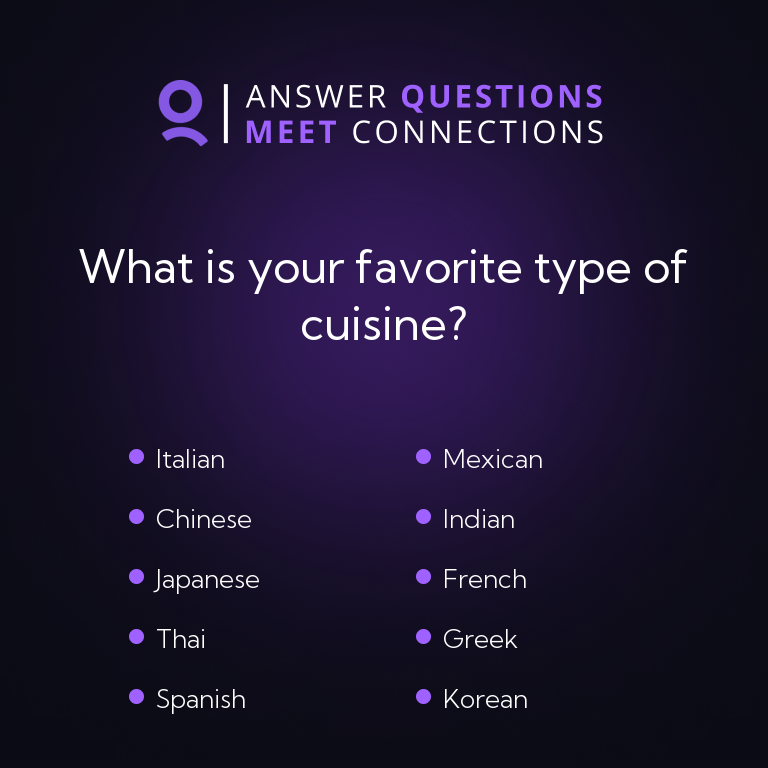 ANSWER QUESTIONS
MEET CONNECTIONS
What is your favorite type of
cuisine?
Italian
Mexican
Chinese
Indian
Japanese
French
Thai
Greek
Spanish
Korean